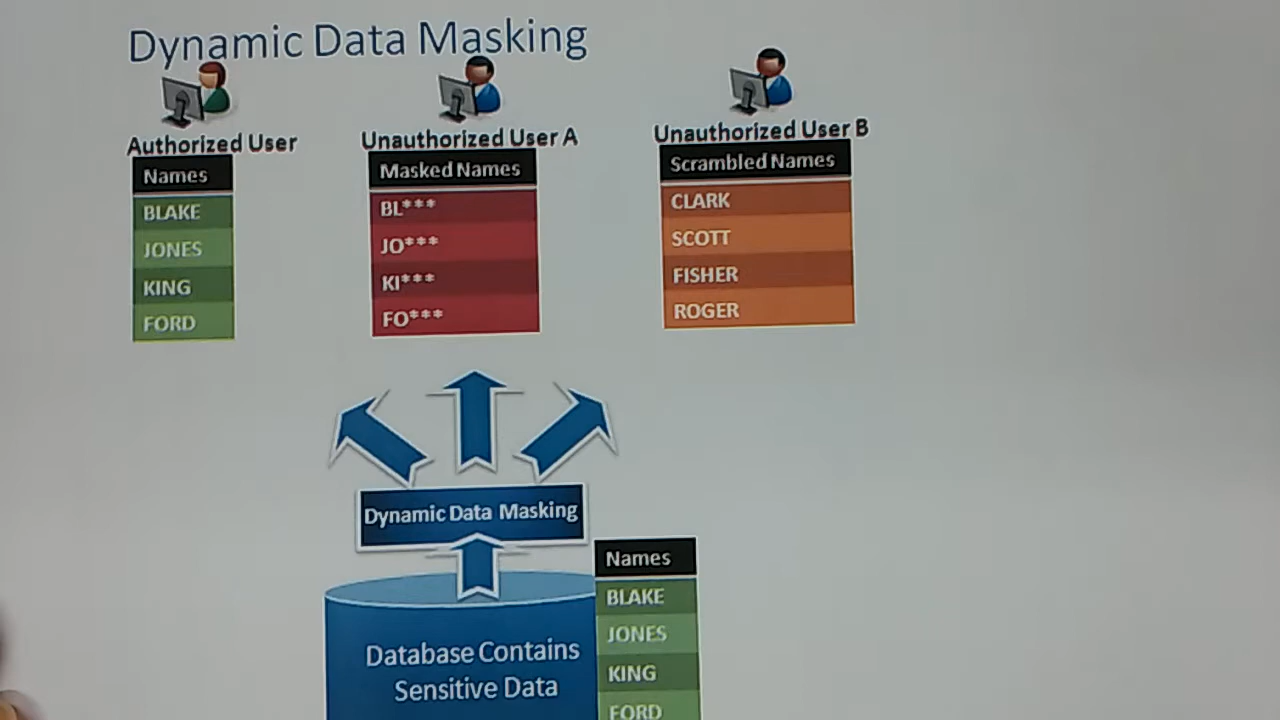 Dynamic Data Masking
Authorized User
Names
BLAKE
JONES
KING
FORD
Unauthorized User A
Masked Names
BL***
JO***
KI***
FO***
Unauthorized User B
Scrambled Names
CLARK
SCOTT
FISHER
ROGER
Dynamic Data Masking
Database Contains
Sensitive Data
Names
BLAKE
JONES
KING
FORD